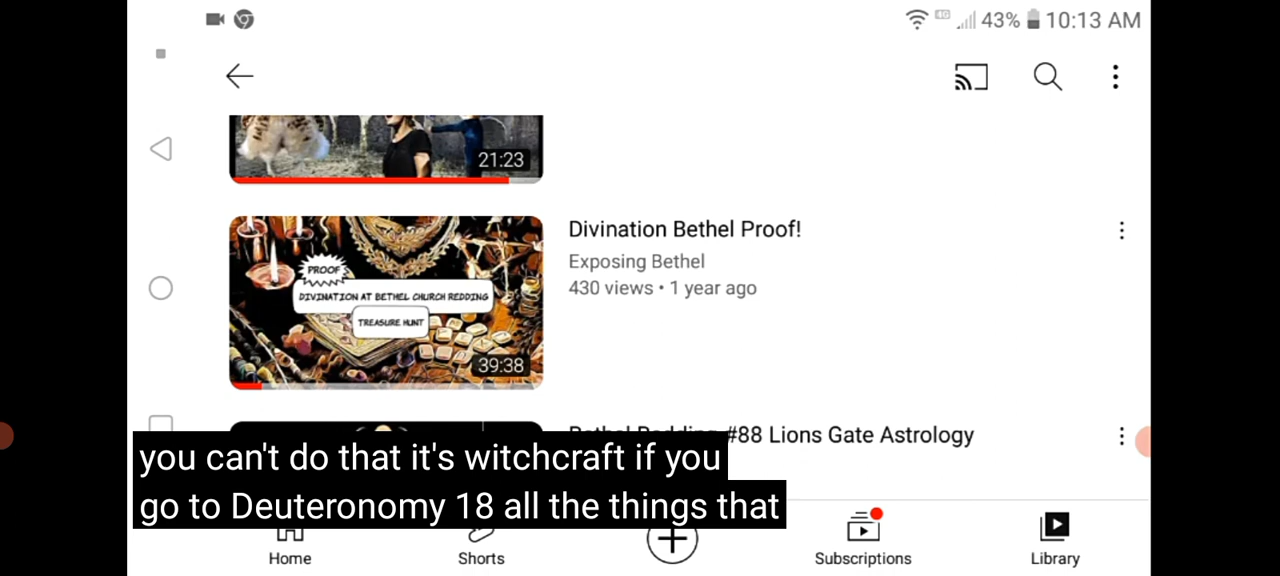 43% 10:13 AM
21:23
PROOF
DIVINATION AT BETHEL CHURCH REDDING
TREASURE HUNT
39:38
Divination Bethel Proof!
Exposing Bethel
430 views • 1 year ago
Bethel Redding #88 Lions Gate Astrology
you can't do that it's witchcraft if you
go to Deuteronomy 18 all the things that
Home
Shorts
Subscriptions
Library